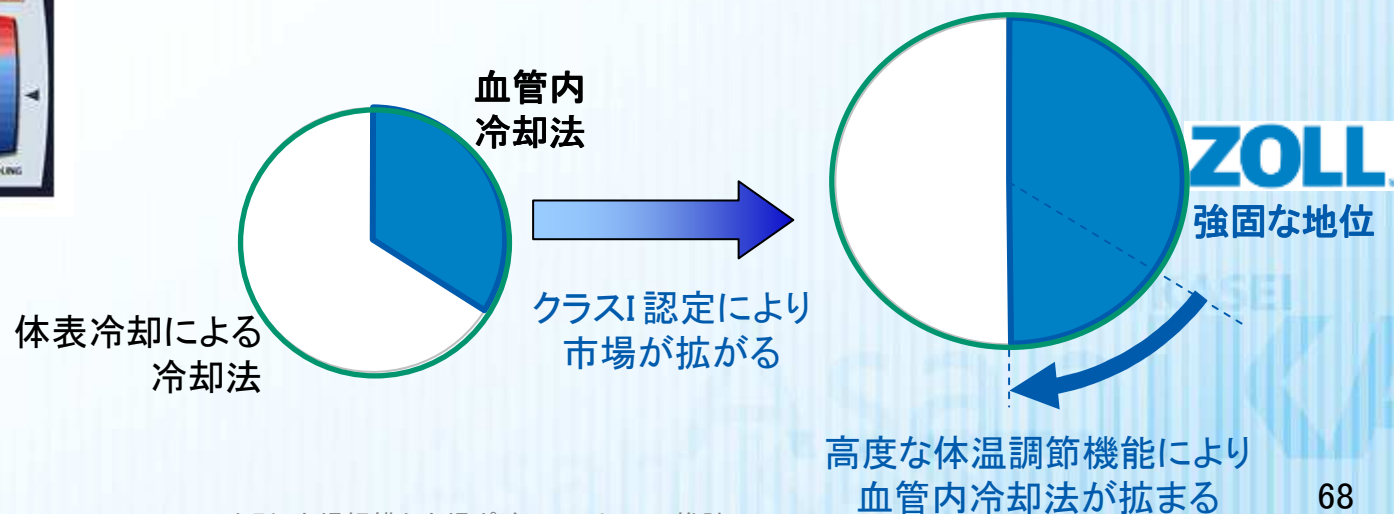 血管内
冷却法
ZOLL
強固な地位
体表冷却による
冷却法
クラスI 認定により
市場が拡がる
高度な体温調節機能により
血管内冷却法が拡まる
68